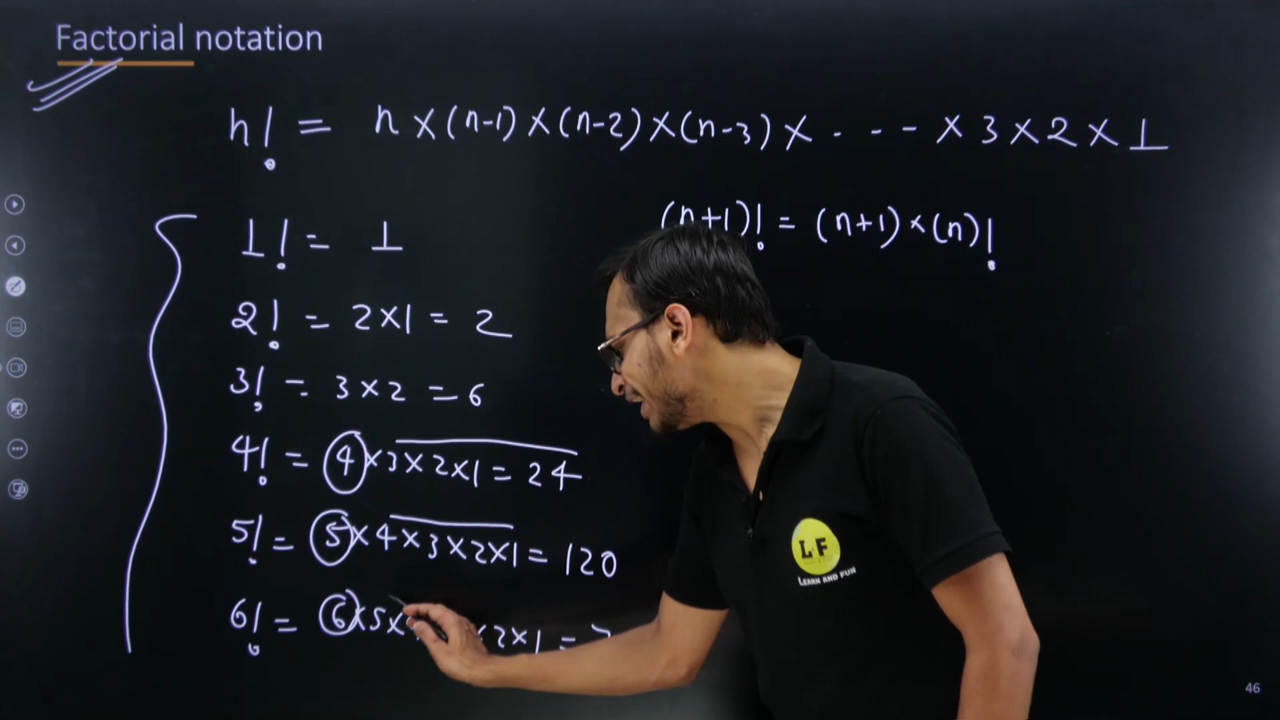 Factorial notation
n! = n×(n-1)×(n-2)×(n-3)× . - - - × 3×2×1
(n+1)! = (n+1)×(n)!
1! = 1
2! = 2×1 = 2
3! = 3×2 = 6
4! = 4×3×2×1 = 24
5! = 5×4×3×2×1 = 120
6! = 6×5× ×2×1 =
LF
LEARN AND FUN
46